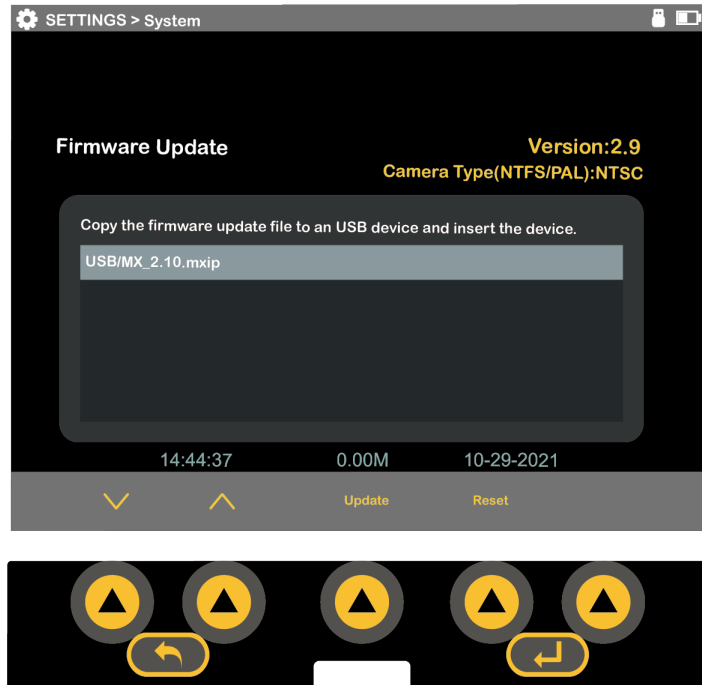 SETTINGS > System
Firmware Update
Version:2.9
Camera Type(NTFS/PAL):NTSC
Copy the firmware update file to an USB device and insert the device.
USB/MX_2.10.mxip
14:44:37 0.00M 10-29-2021
Update Reset